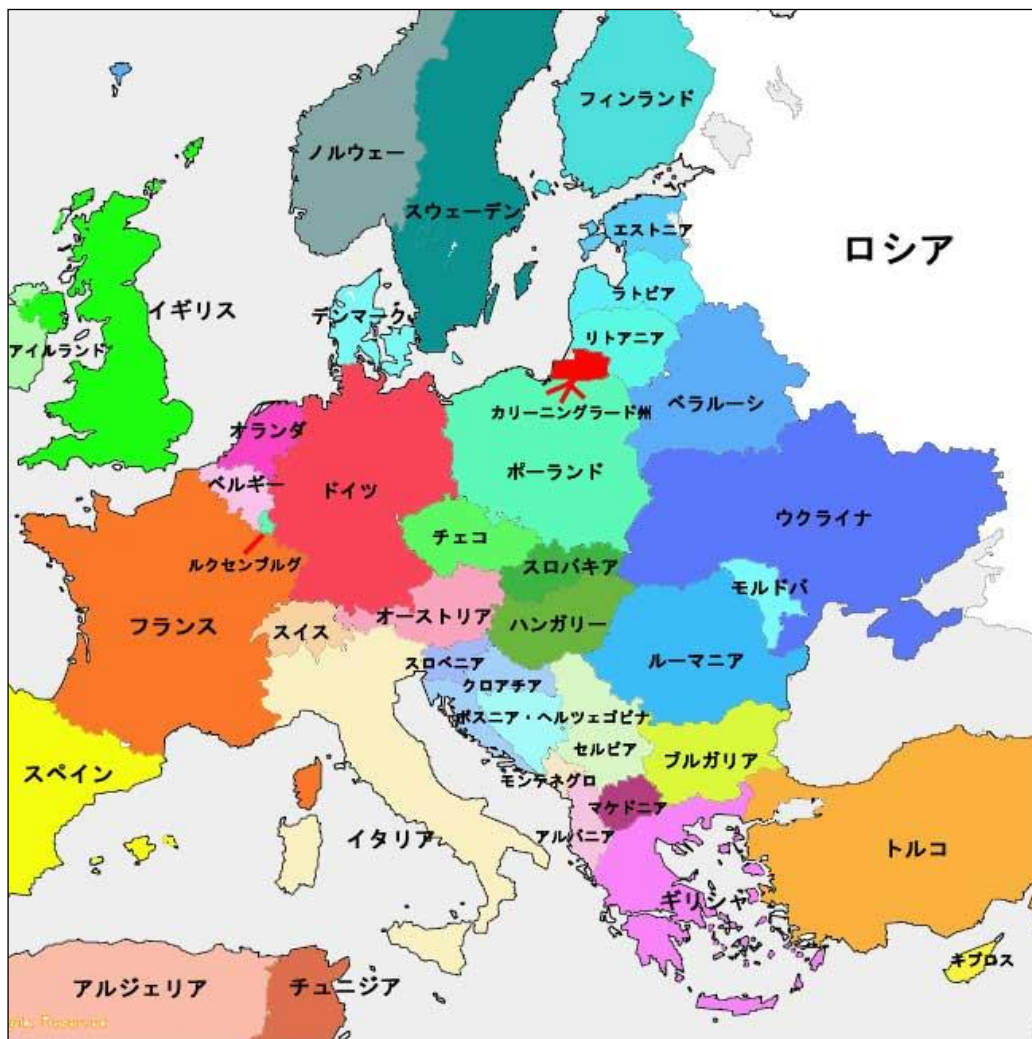 フィンランド
ノルウェー
スウェーデン
エストニア
ロシア
ラトビア
イギリス
デンマーク
リトアニア
アイルランド
ベラルーシ
カリーニングラード州
オランダ
ポーランド
ベルギー
ドイツ
ウクライナ
チェコ
ルクセンブルグ
スロバキア
モルドバ
オーストリア
フランス
スイス
ハンガリー
ルーマニア
スロベニア
クロアチア
ボスニア・ヘルツェゴビナ
セルビア
ブルガリア
スペイン
モンテネグロ
マケドニア
イタリア
アルバニア
トルコ
ギリシャ
キプロス
アルジェリア
チュニジア
Reserved